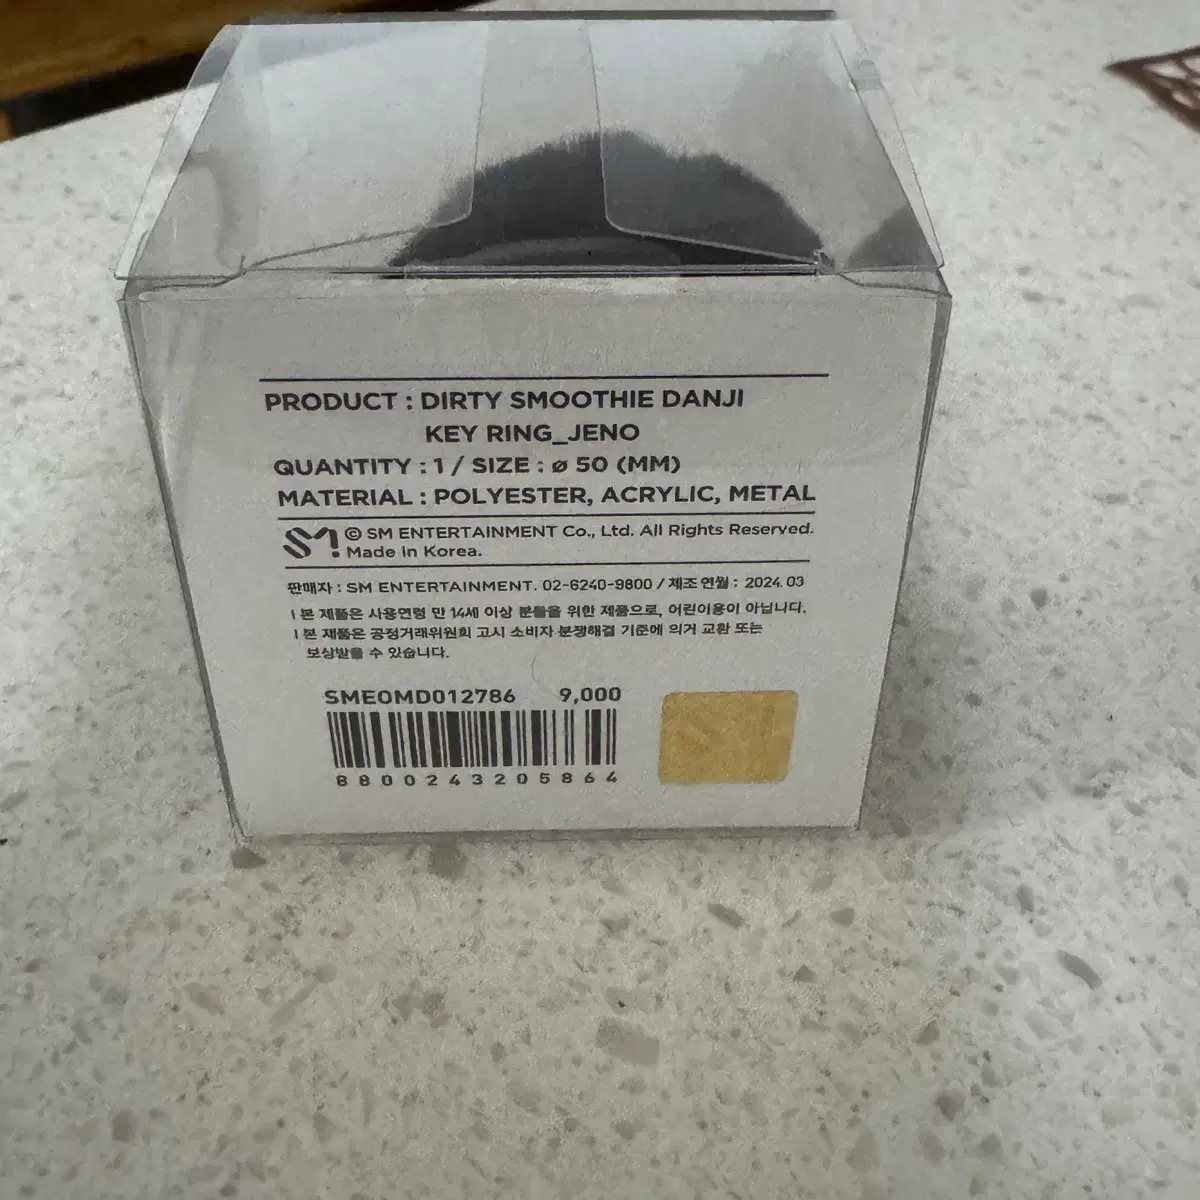 PRODUCT : DIRTY SMOOTHIE DANJI
KEY RING_JENO
QUANTITY : 1 / SIZE : ø 50 (MM)
MATERIAL : POLYESTER, ACRYLIC, METAL
SM! © SM ENTERTAINMENT Co., Ltd. All Rights Reserved.
Made in Korea.
판매자 : SM ENTERTAINMENT. 02-6240-9800 / 제조 연월 : 2024. 03
| 본 제품은 사용연령 만 14세 이상 분들을 위한 제품으로, 어린이용이 아닙니다.
| 본 제품은 공정거래위원회 고시 소비자 분쟁해결 기준에 의거 교환 또는
보상받을 수 있습니다.
SMEOMD012786 9,000
8800243205864